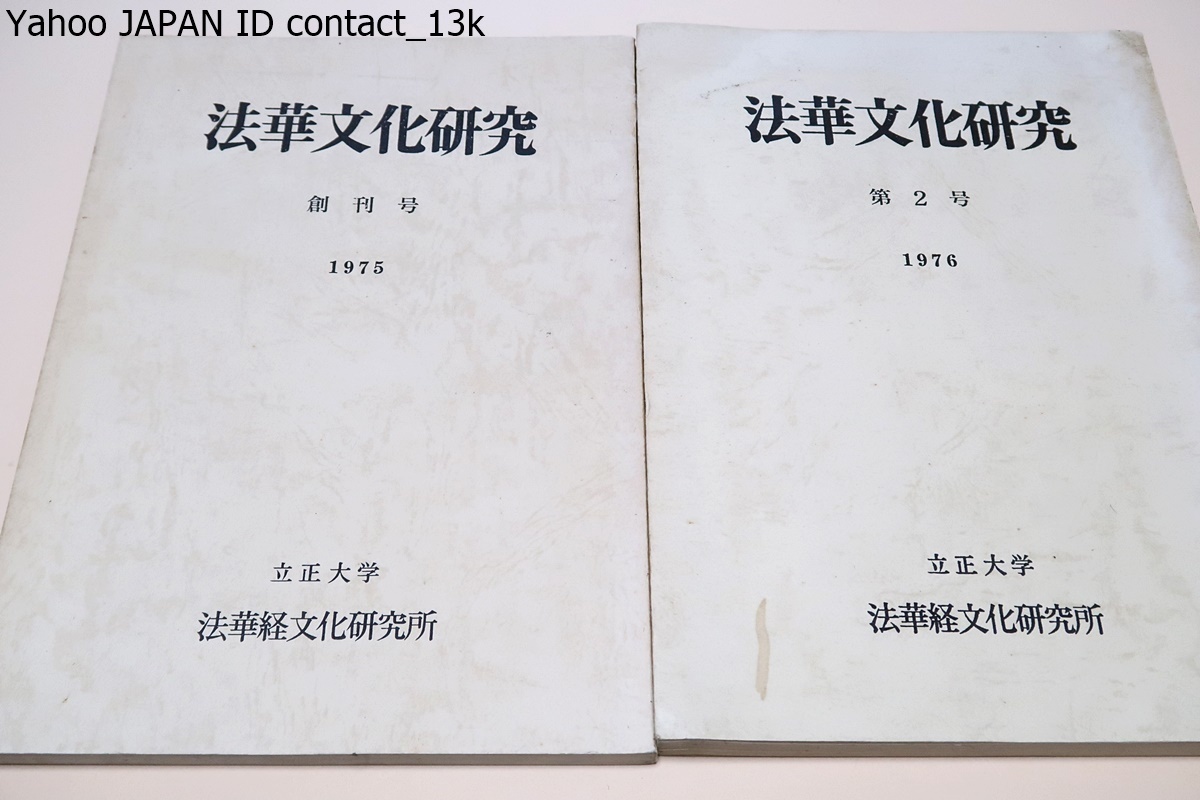 Yahoo JAPAN ID contact_13k
法華文化研究
創刊号
1975
立正大学
法華経文化研究所
法華文化研究
第2号
1976
立正大学
法華経文化研究所